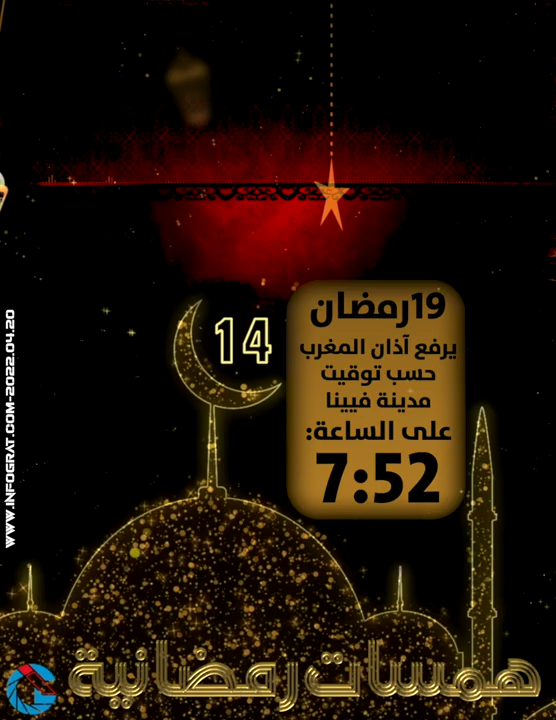 14
19رمضان
يرفع آذان المغرب
حسب توقيت
مدينة فيينا
على الساعة:
7:52
WWW.INFOGRAT.COM-2022.04.20
همسات رمضانية